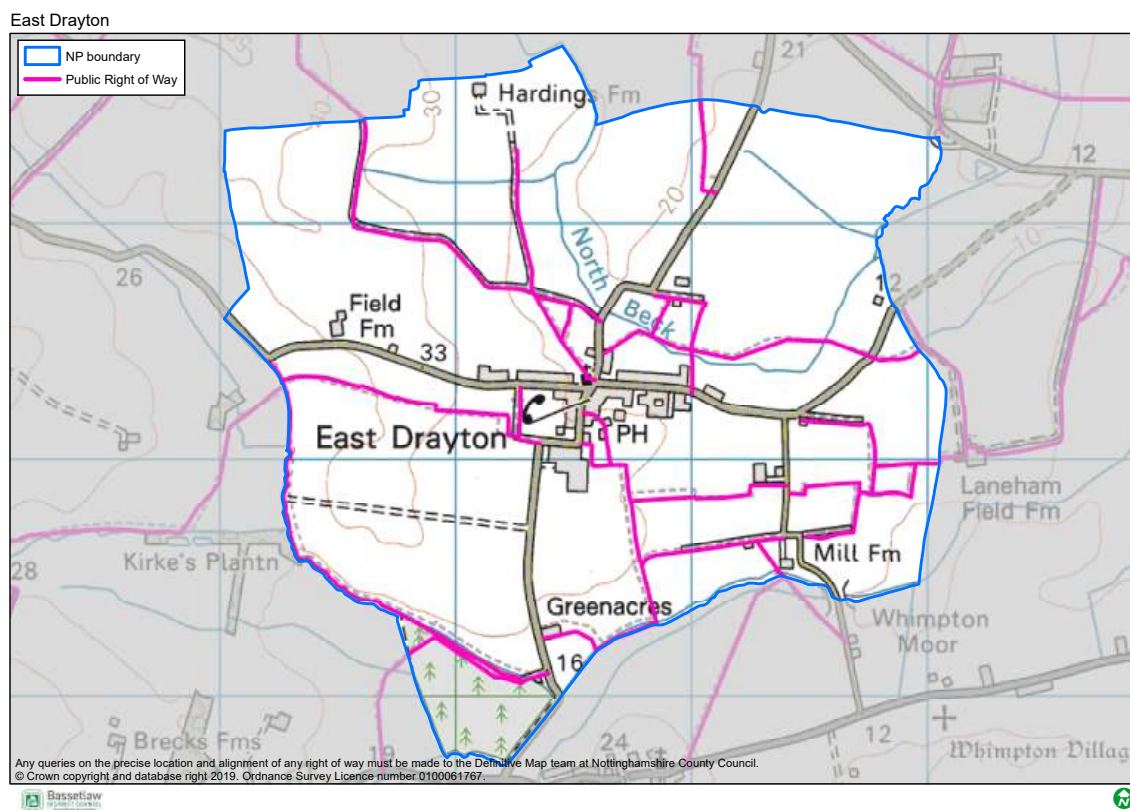 East Drayton
NP boundary
Public Right of Way
21
Hardings Fm
30
12
20
10
North
Beck
26
12
Field
Fm
33
East Drayton
PH
Laneham
Field Fm
Kirke's Plantn
Mill Fm
28
Greenacres
Whimpton
Moor
16
12
Brecks Fms
19
24
Whimpton Villag
Any queries on the precise location and alignment of any right of way must be made to the Definitive Map team at Nottinghamshire County Council.
© Crown copyright and database right 2019. Ordnance Survey Licence number 0100061767.
Bassetlaw
DISTRICT COUNCIL
N